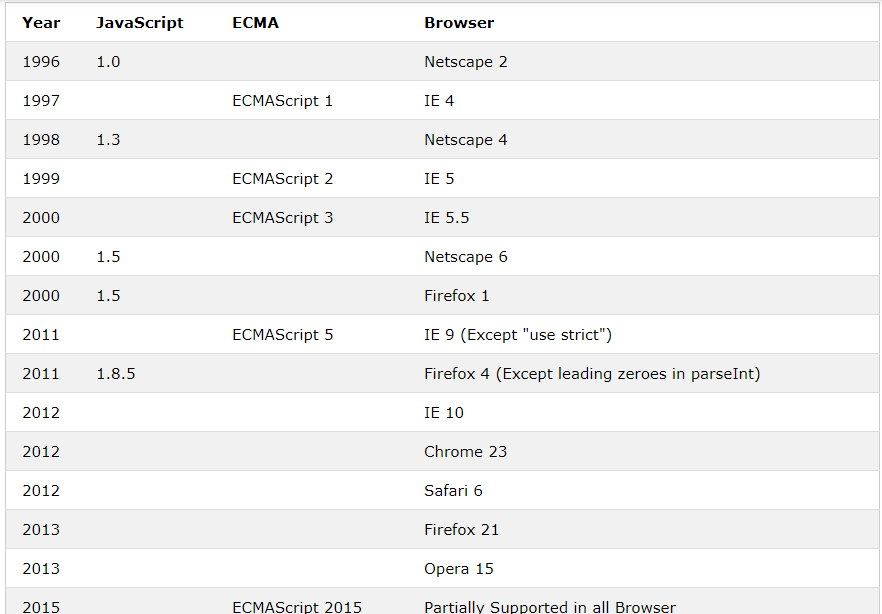 Year JavaScript ECMA Browser
1996 1.0 Netscape 2
1997 ECMAScript 1 IE 4
1998 1.3 Netscape 4
1999 ECMAScript 2 IE 5
2000 ECMAScript 3 IE 5.5
2000 1.5 Netscape 6
2000 1.5 Firefox 1
2011 ECMAScript 5 IE 9 (Except "use strict")
2011 1.8.5 Firefox 4 (Except leading zeroes in parseInt)
2012 IE 10
2012 Chrome 23
2012 Safari 6
2013 Firefox 21
2013 Opera 15
2015 ECMAScript 2015 Partially Supported in all Browser